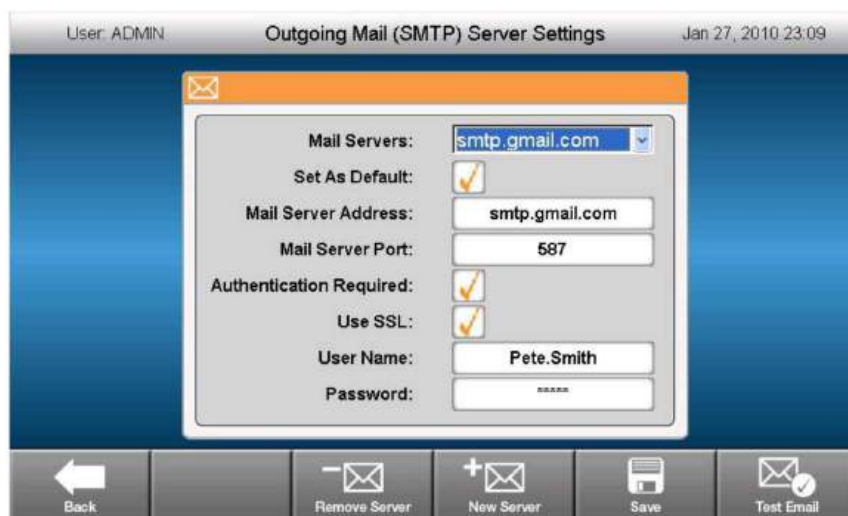 User: ADMIN Outgoing Mail (SMTP) Server Settings Jan 27, 2010 23:09
Mail Servers: smtp.gmail.com
Set As Default:
Mail Server Address: smtp.gmail.com
Mail Server Port: 587
Authentication Required:
Use SSL:
User Name: Pete.Smith
Password: *****
Back Remove Server New Server Save Test Email